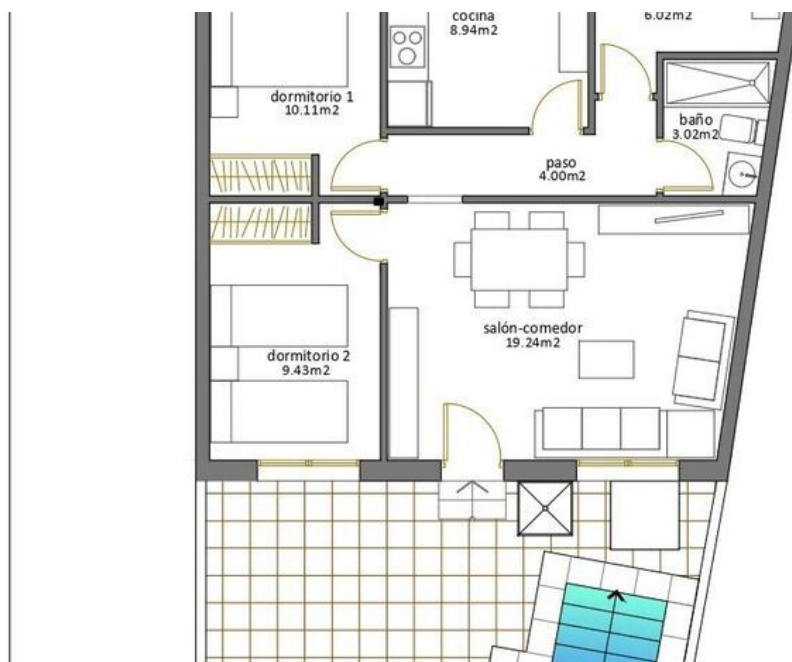 cocina
8.94m2
6.02m2
dormitorio 1
10.11m2
baño
3.02m2
paso
4.00m2
salón-comedor
19.24m2
dormitorio 2
9.43m2